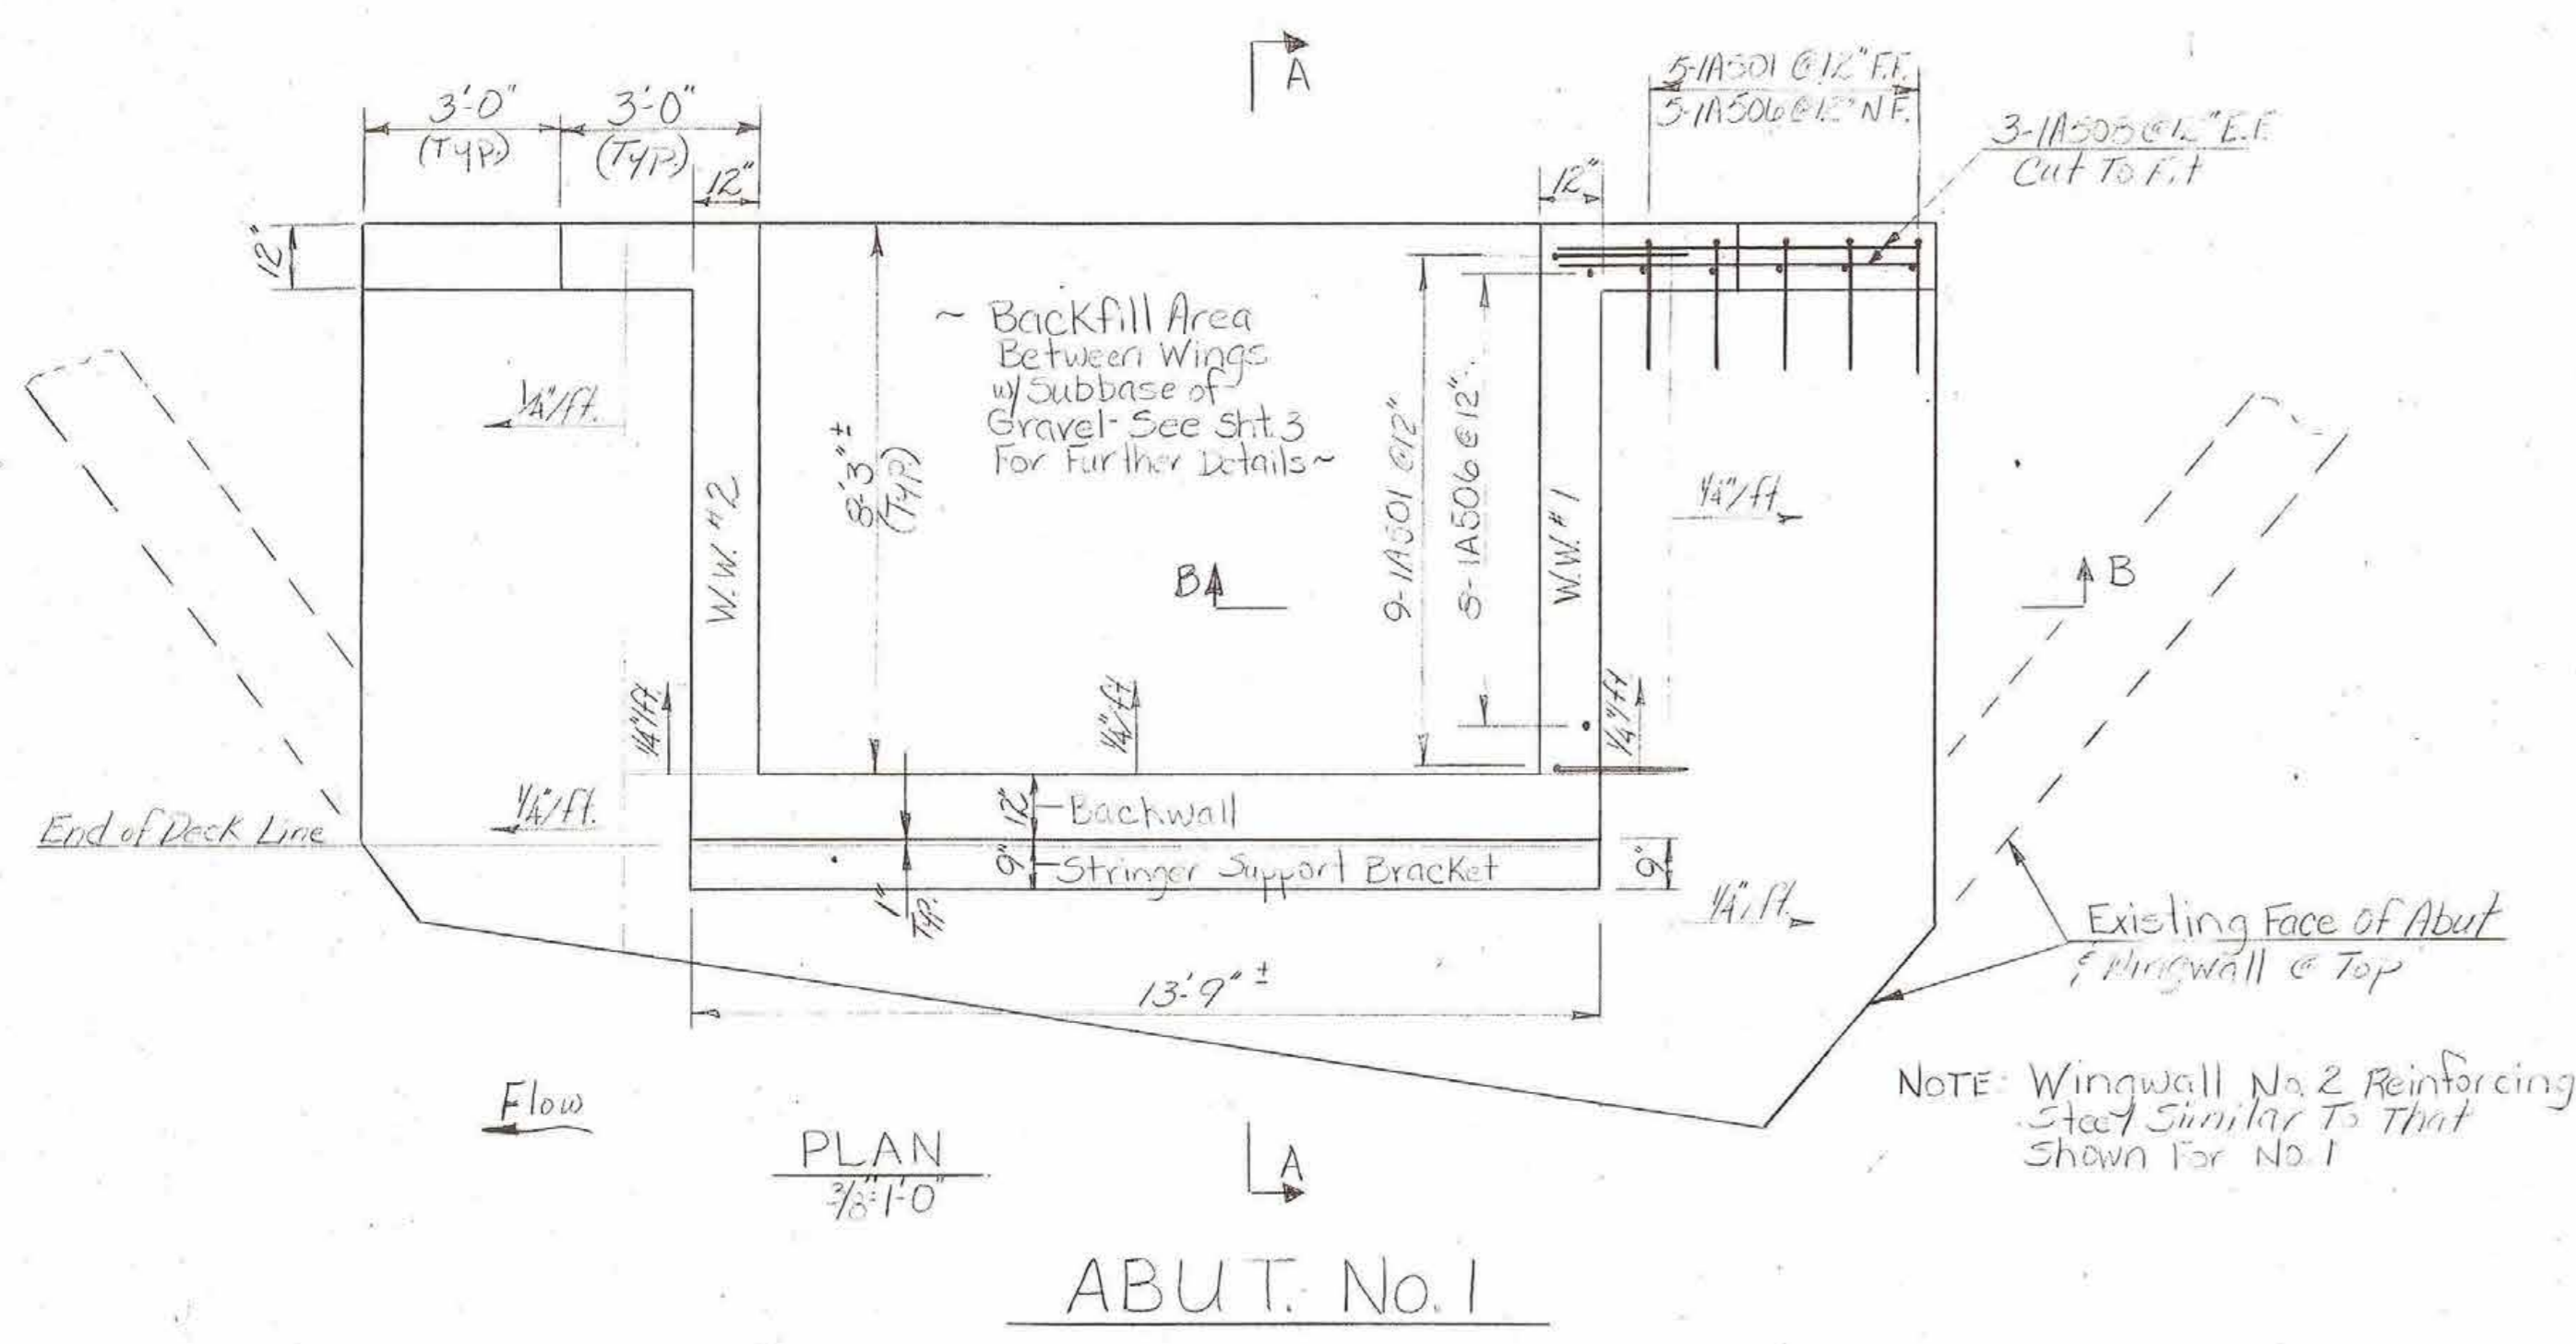 A
3'-0"
(TYP.)
3'-0"
(TYP.)
12"
12"
5-1A501 @ 12" F.F.
5-1A506 @ 12" N.F.
3-1A505 @ 12" E.F.
Cut To Fit
12"
~ Backfill Area
Between Wings
w/ Subbase of
Gravel - See Sht. 3
For Further Details ~
1/4"/ft.
8'-3" ±
(TYP.)
W.W. #2
9-1A501 @ 12"
8-1A506 @ 12"
W.W. #1
1/4"/ft.
B
B
1/4"/ft.
1/4"/ft
1/4"/ft
End of Deck Line
1/4"/ft.
12"
Backwall
9"
Stringer Support Bracket
9"
1"
TYP.
1/4"/ft.
13'-9" ±
Existing Face of Abut
& Wingwall @ Top
Flow
PLAN
3/8"=1'-0"
A
NOTE: Wingwall No. 2 Reinforcing
Steel Similar To That
Shown For No. 1
ABUT. No. 1